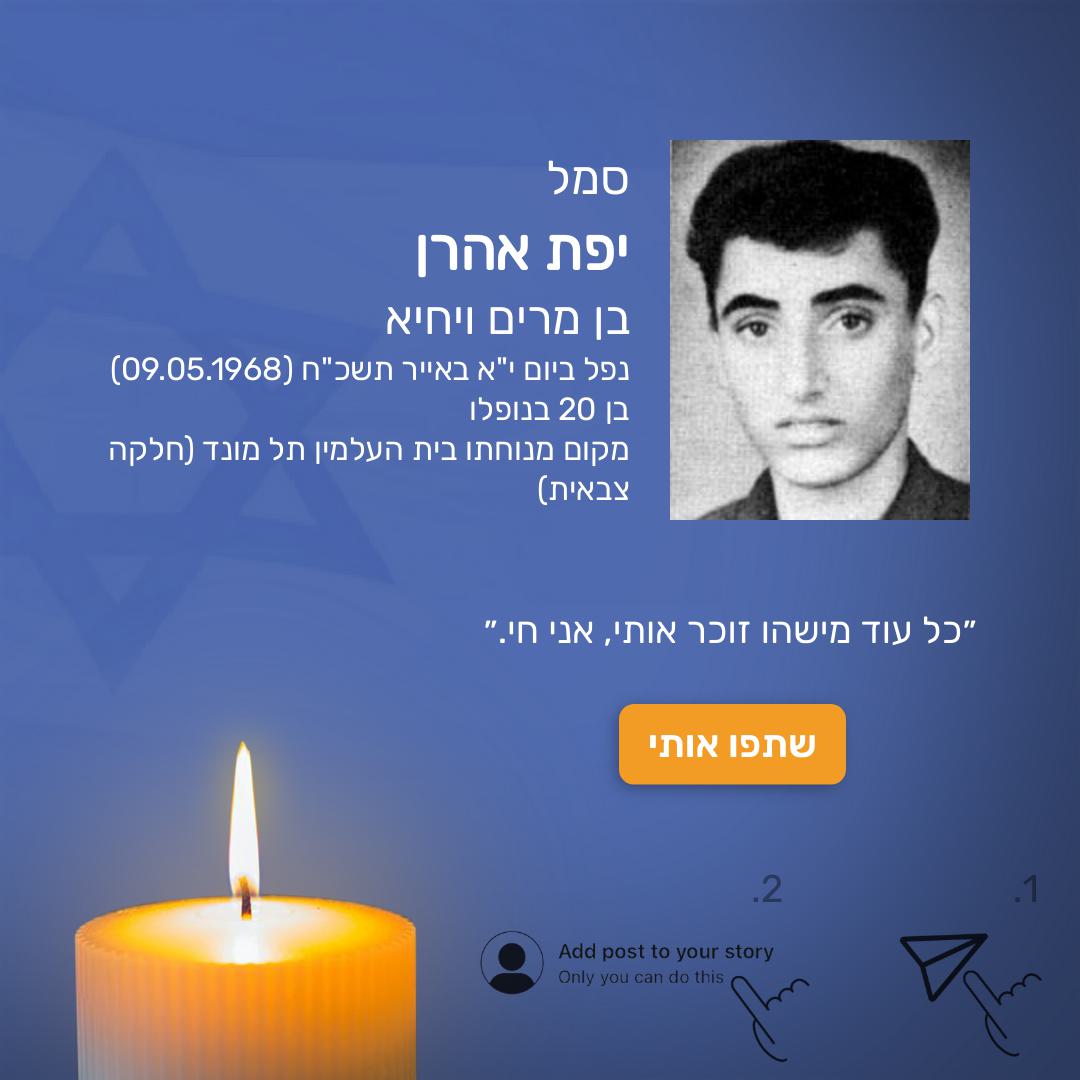 סמל
יפת אהרן
בן מרים ויחיא
נפל ביום י"א באייר תשכ"ח (09.05.1968)
בן 20 בנופלו
מקום מנוחתו בית העלמין תל מונד (חלקה
צבאית)
״כל עוד מישהו זוכר אותי, אני חי.״
שתפו אותי
.1
.2
Add post to your story
Only you can do this